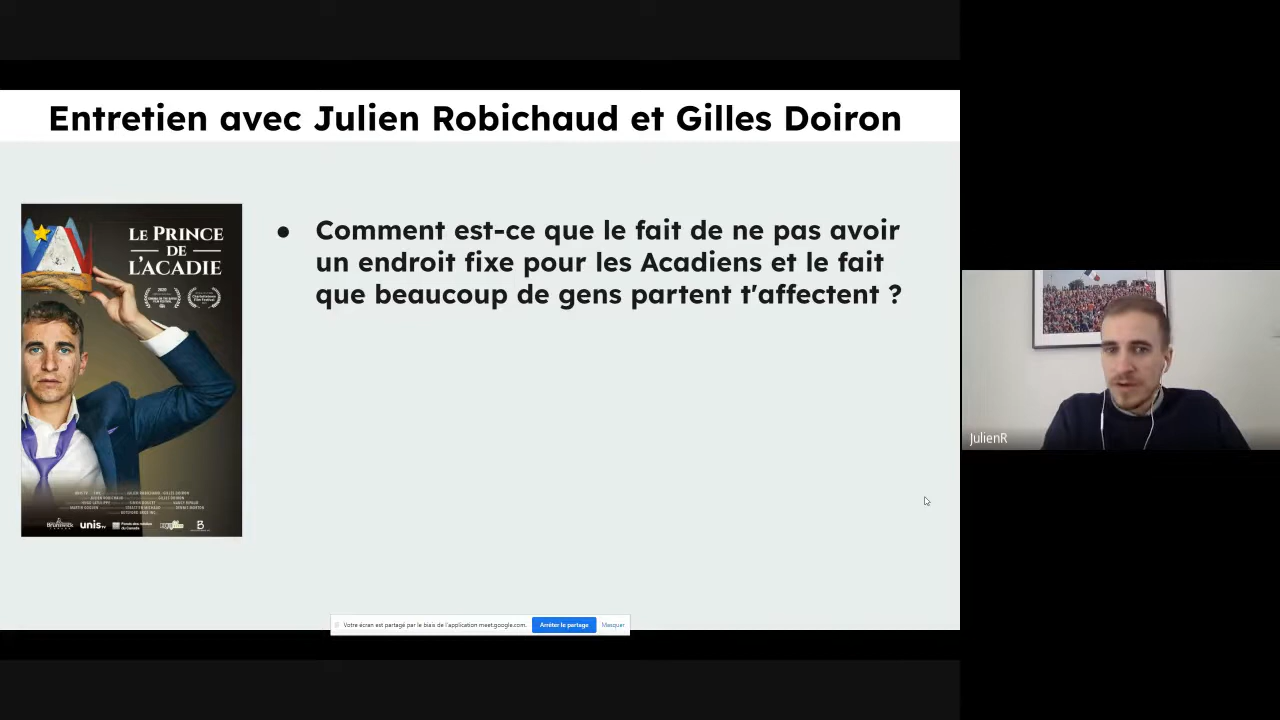 Entretien avec Julien Robichaud et Gilles Doiron
LE PRINCE
DE
L'ACADIE
● Comment est-ce que le fait de ne pas avoir
un endroit fixe pour les Acadiens et le fait
que beaucoup de gens partent t'affectent ?
unis
JulienR
Votre écran est partagé par le biais de l'application meet.google.com.
Arrêter le partage
Masquer